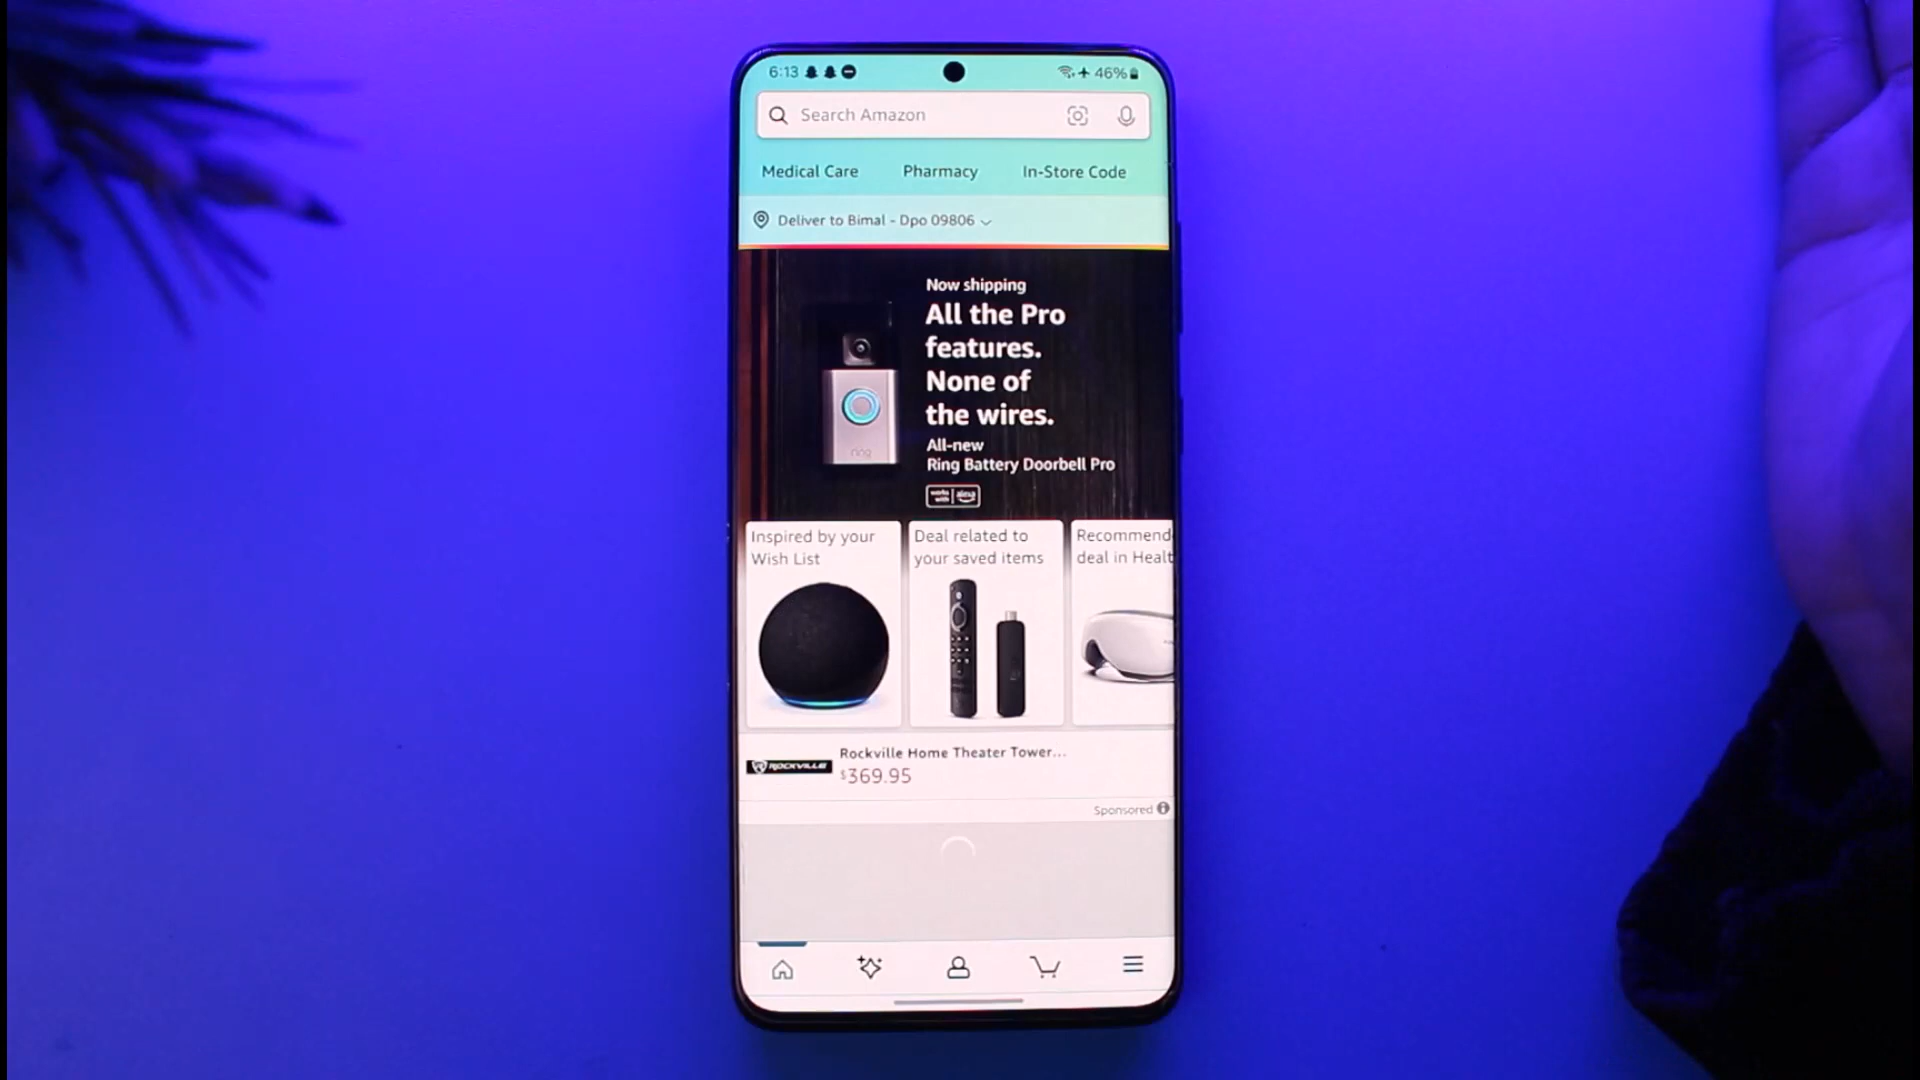 6:13
46%
Search Amazon
Medical Care
Pharmacy
In-Store Code
Deliver to Bimal - Dpo 09806
Now shipping
All the Pro
features.
None of
the wires.
All-new
Ring Battery Doorbell Pro
works with alexa
ring
Inspired by your
Wish List
Deal related to
your saved items
Recommend
deal in Healt
ROCKVILLE
Rockville Home Theater Tower...
$369.95
Sponsored